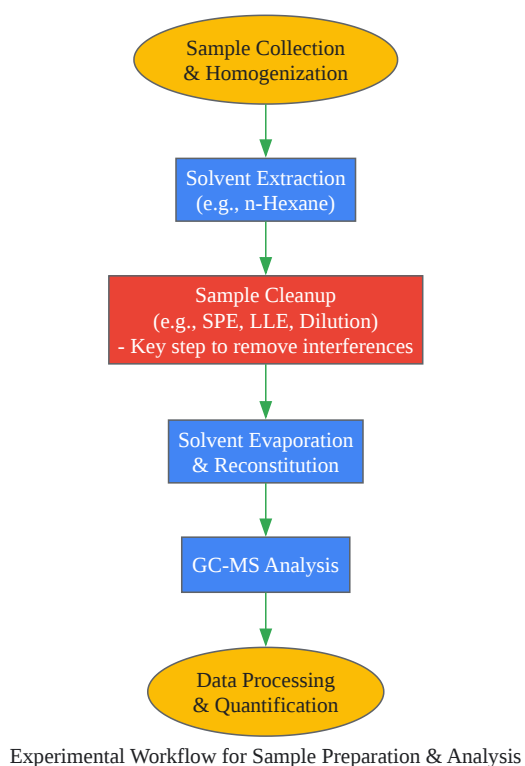 Sample Collection
& Homogenization
Solvent Extraction
(e.g., n-Hexane)
Sample Cleanup
(e.g., SPE, LLE, Dilution)
- Key step to remove interferences
Solvent Evaporation
& Reconstitution
GC-MS Analysis
Data Processing
& Quantification
Experimental Workflow for Sample Preparation & Analysis